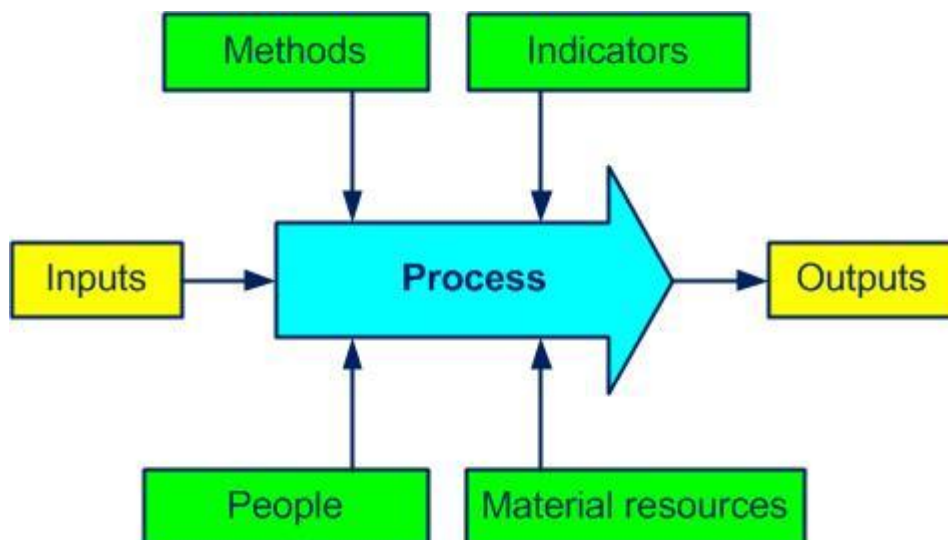 Methods
Indicators
Inputs
Process
Outputs
People
Material resources